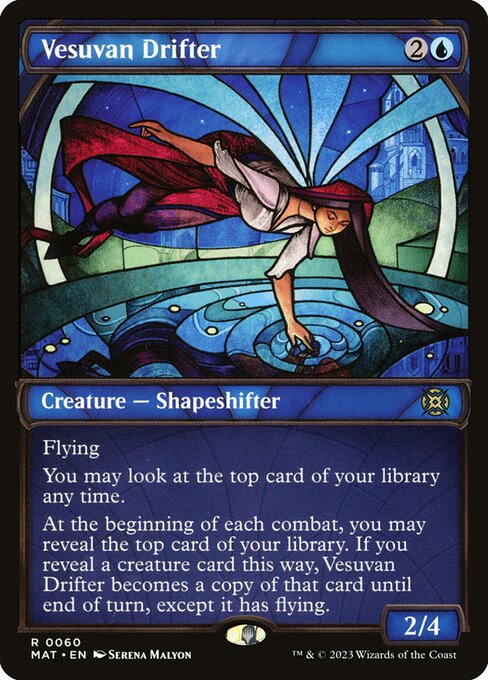 Vesuvan Drifter 2
Creature — Shapeshifter
Flying
You may look at the top card of your library
any time.
At the beginning of each combat, you may
reveal the top card of your library. If you
reveal a creature card this way, Vesuvan
Drifter becomes a copy of that card until
end of turn, except it has flying.
2/4
R 0060
MAT • EN Serena Malyon
™ & © 2023 Wizards of the Coast